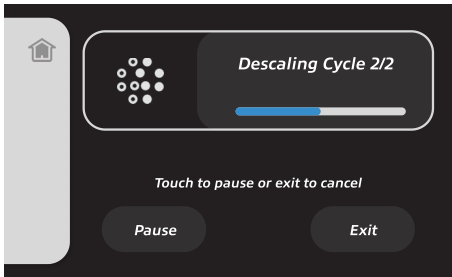 Descaling Cycle 2/2
Touch to pause or exit to cancel
Pause
Exit